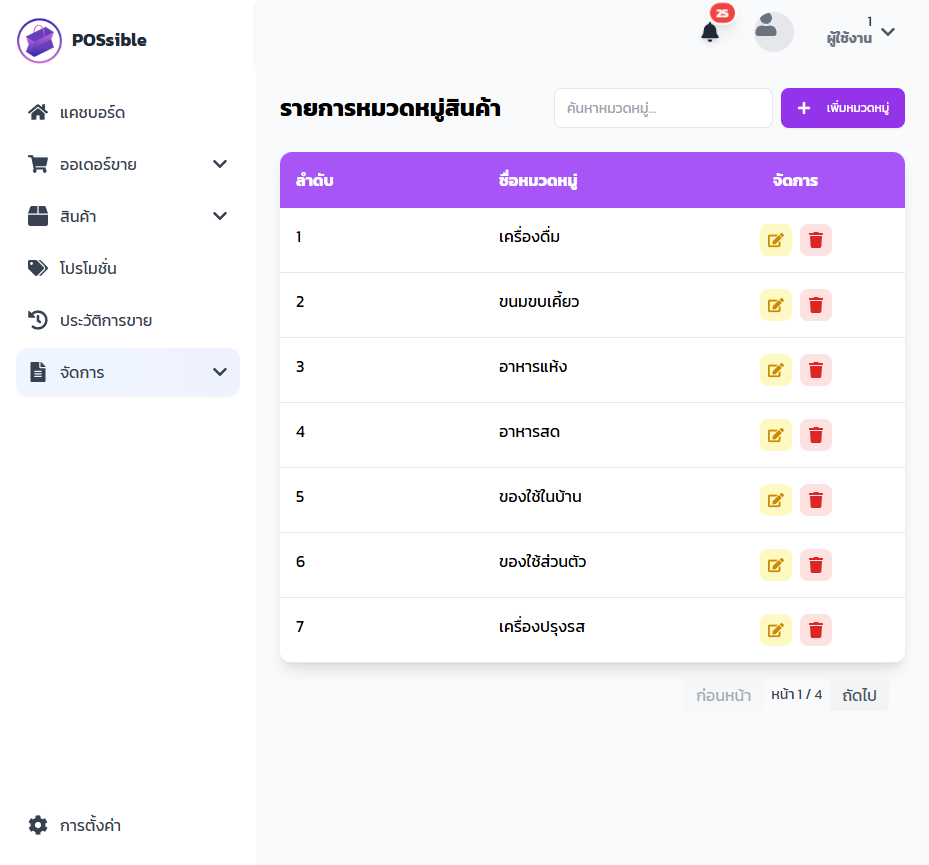 POSsible
25
1
ผู้ใช้งาน
แคชบอร์ด
ออเดอร์ขาย
สินค้า
โปรโมชั่น
ประวัติการขาย
จัดการ
การตั้งค่า
รายการหมวดหมู่สินค้า
ค้นหาหมวดหมู่...
เพิ่มหมวดหมู่
ลำดับ ชื่อหมวดหมู่ จัดการ
1 เครื่องดื่ม
2 ขนมขบเคี้ยว
3 อาหารแห้ง
4 อาหารสด
5 ของใช้ในบ้าน
6 ของใช้ส่วนตัว
7 เครื่องปรุงรส
ก่อนหน้า หน้า 1 / 4 ถัดไป